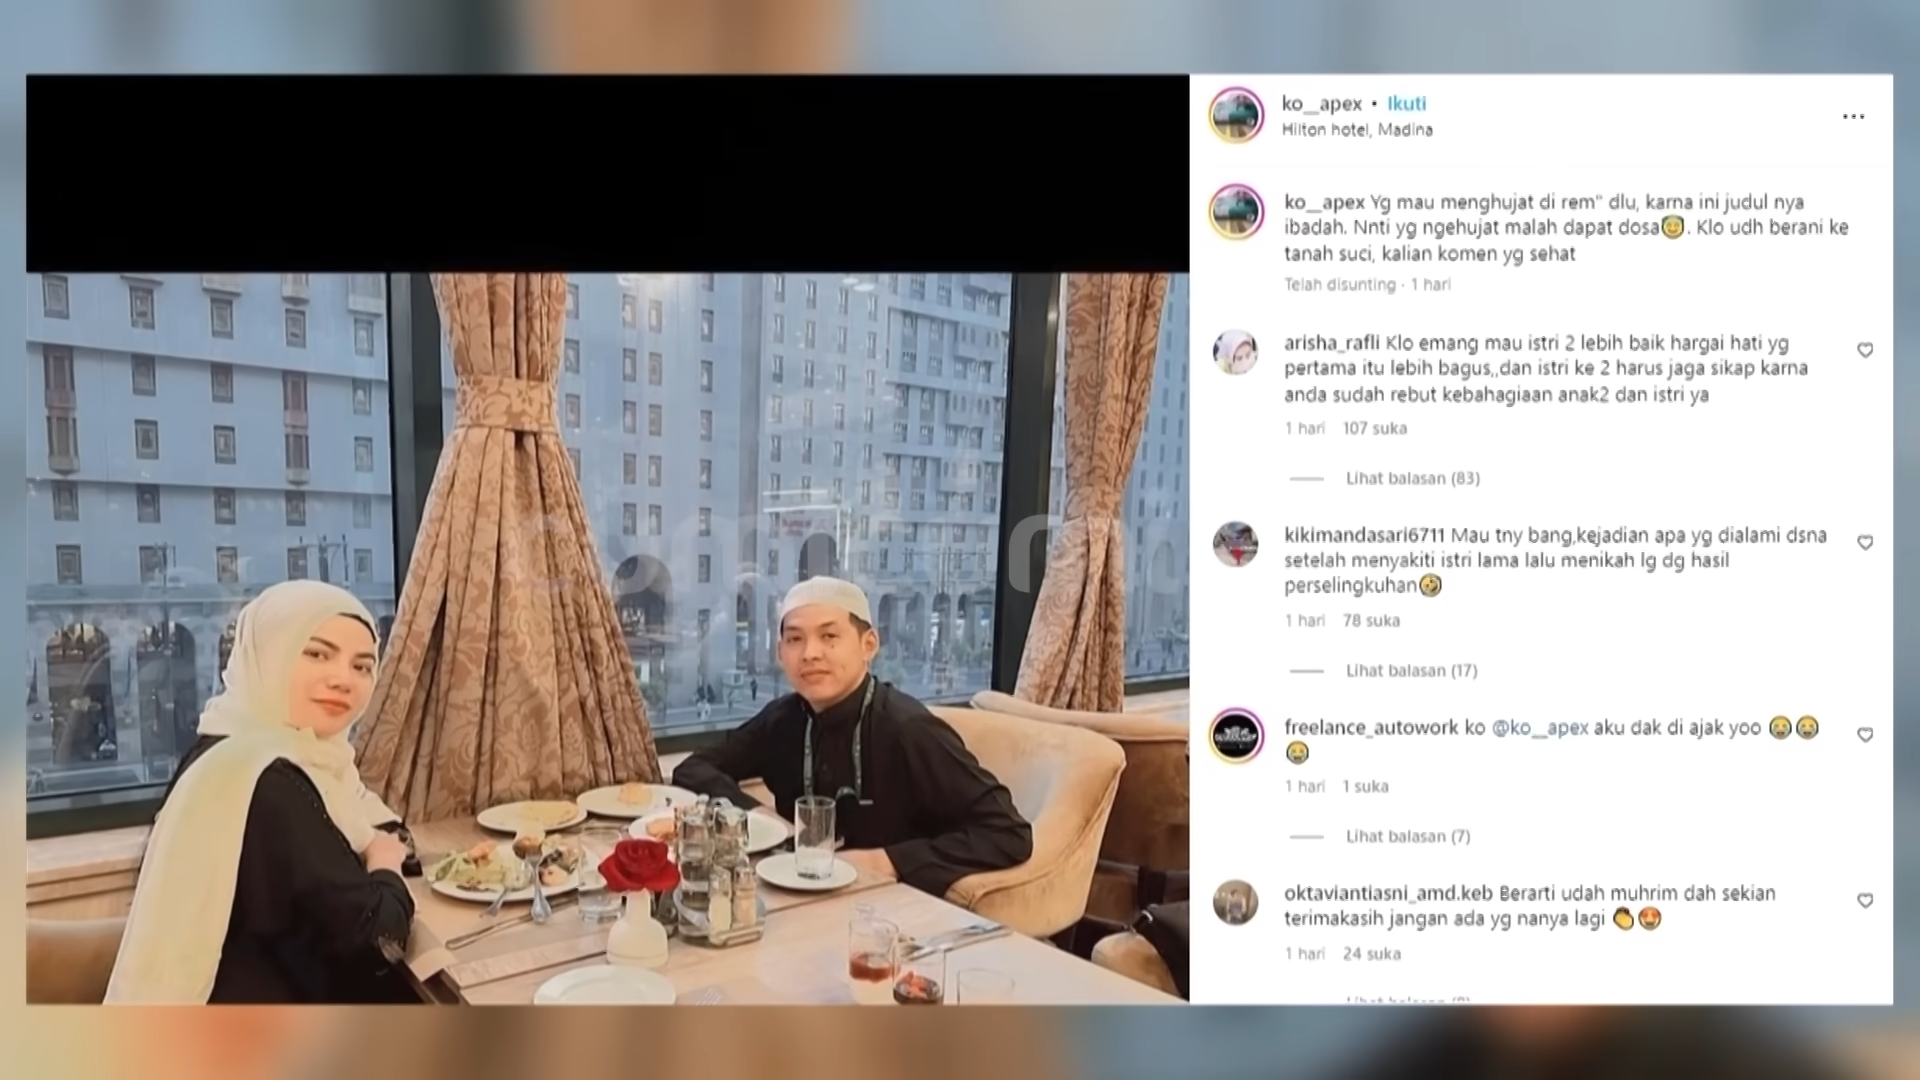 ko__apex • Ikuti
Hilton hotel, Madina
ko__apex Yg mau menghujat di rem" dlu, karna ini judul nya
ibadah. Nnti yg ngehujat malah dapat dosa😇. Klo udh berani ke
tanah suci, kalian komen yg sehat
Telah disunting · 1 hari
arisha_rafli Klo emang mau istri 2 lebih baik hargai hati yg
pertama itu lebih bagus,,dan istri ke 2 harus jaga sikap karna
anda sudah rebut kebahagiaan anak2 dan istri ya
1 hari 107 suka
Lihat balasan (83)
kikimandasari6711 Mau tny bang,kejadian apa yg dialami dsna
setelah menyakiti istri lama lalu menikah lg dg hasil
perselingkuhan🤣
1 hari 78 suka
Lihat balasan (17)
freelance_autowork ko @ko__apex aku dak di ajak yoo 😂😂
😂
1 hari 1 suka
Lihat balasan (7)
oktaviantiasni_amd.keb Berarti udah muhrim dah sekian
terimakasih jangan ada yg nanya lagi 👏😍
1 hari 24 suka